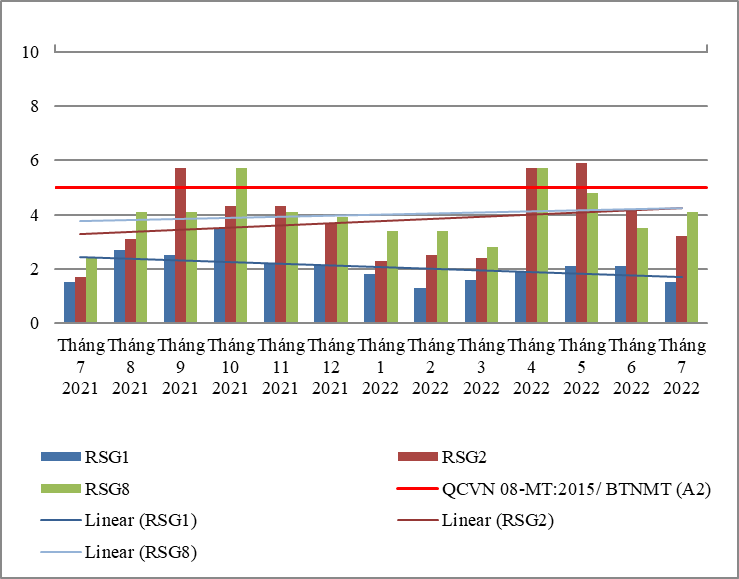 10
8
6
4
2
0
Tháng Tháng Tháng Tháng Tháng Tháng Tháng Tháng Tháng Tháng Tháng Tháng Tháng
7 8 9 10 11 12 1 2 3 4 5 6 7
2021 2021 2021 2021 2021 2021 2022 2022 2022 2022 2022 2022 2022
RSG1 RSG2
RSG8 QCVN 08-MT:2015/ BTNMT (A2)
Linear (RSG1) Linear (RSG2)
Linear (RSG8)